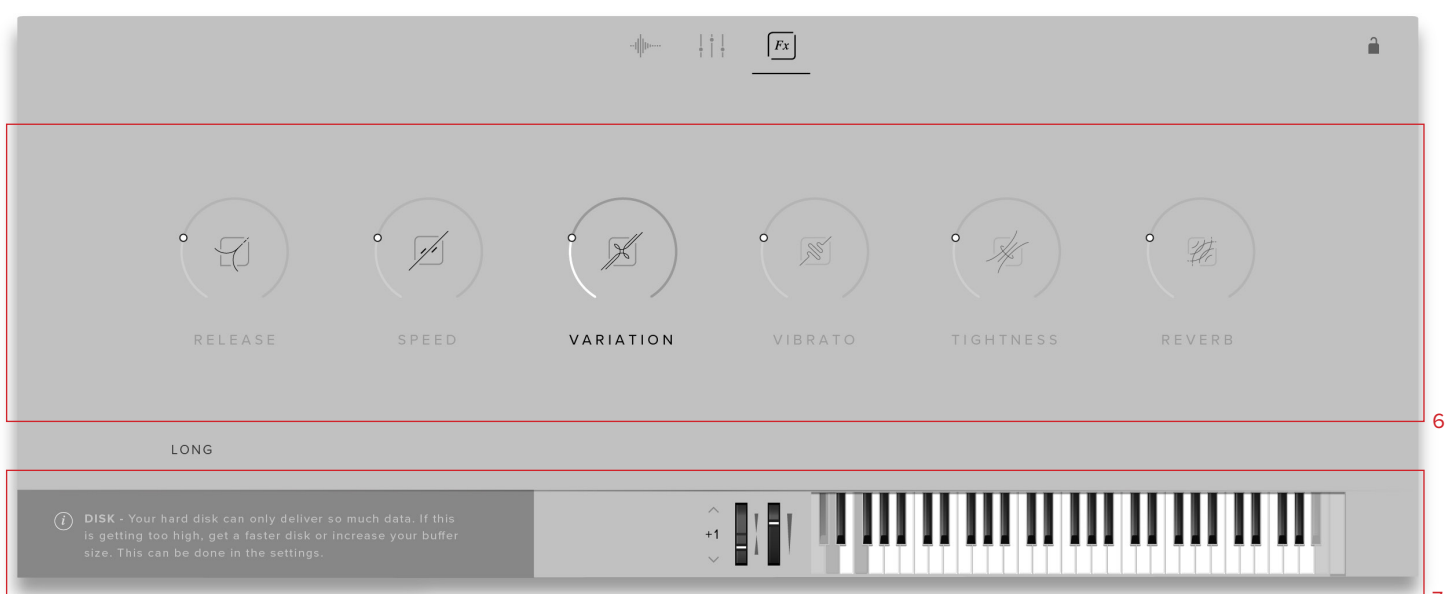 Fx
RELEASE SPEED VARIATION VIBRATO TIGHTNESS REVERB
6
LONG
i DISK - Your hard disk can only deliver so much data. If this
is getting too high, get a faster disk or increase your buffer
size. This can be done in the settings.
+1